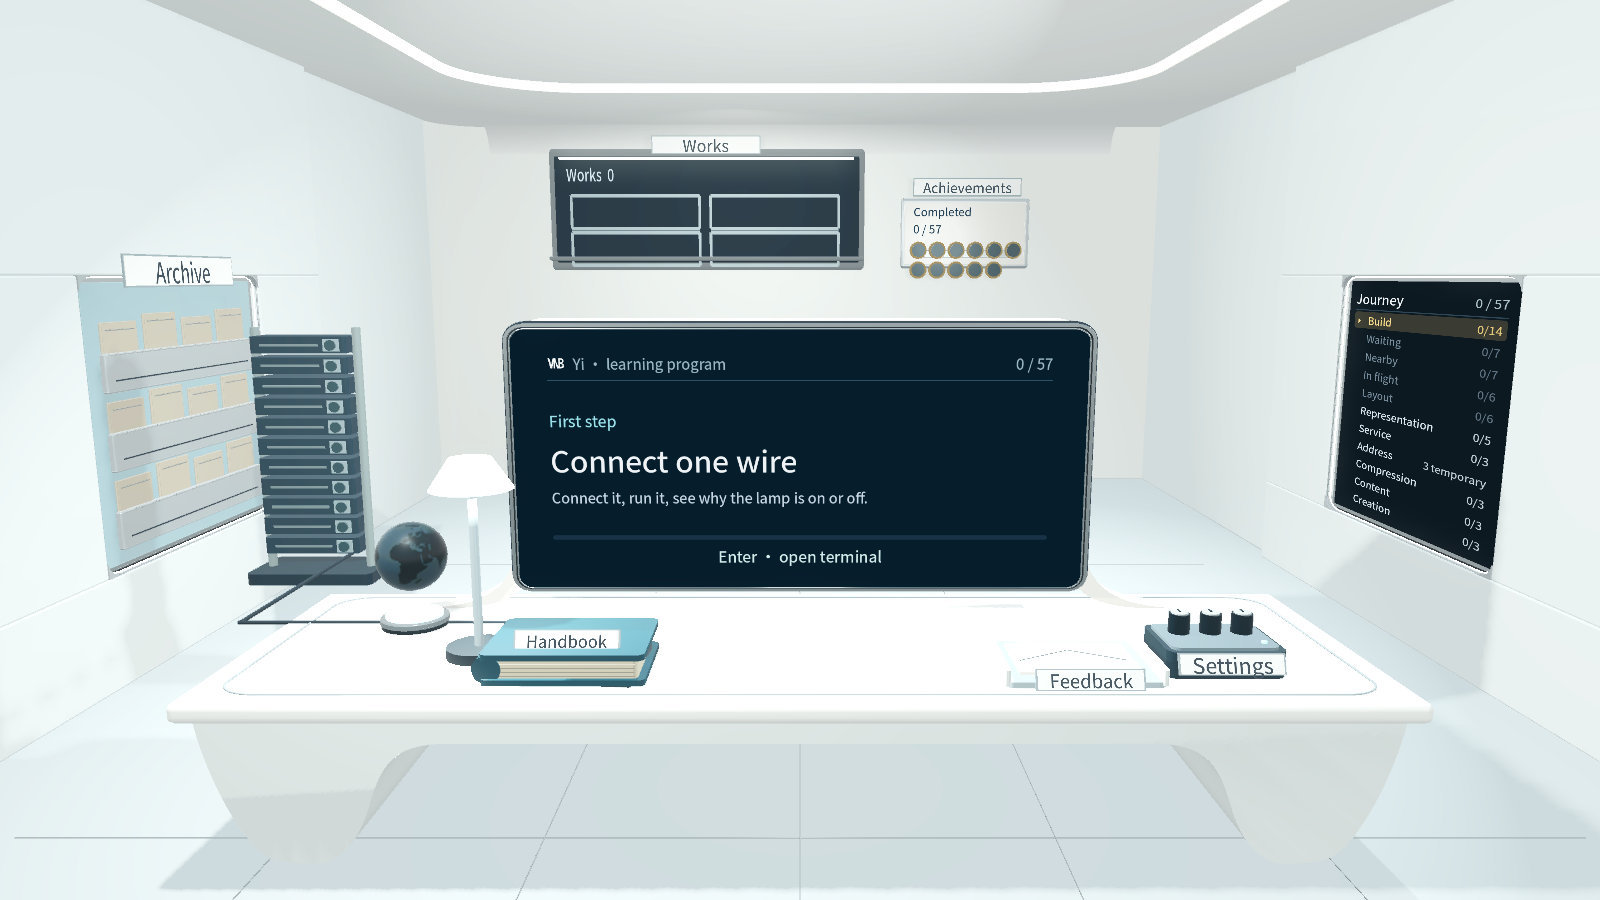 Works
Works 0
Achievements
Completed
0 / 57
Archive
Journey 0 / 57
Build 0/14
Waiting 0/7
Nearby 0/7
In flight 0/6
Layout 0/6
Representation 0/5
Service 0/3
Address 3 temporary
Compression 0/3
Content 0/3
Creation 0/3
VNB Yi • learning program 0 / 57
First step
Connect one wire
Connect it, run it, see why the lamp is on or off.
Enter • open terminal
Handbook
Feedback
Settings